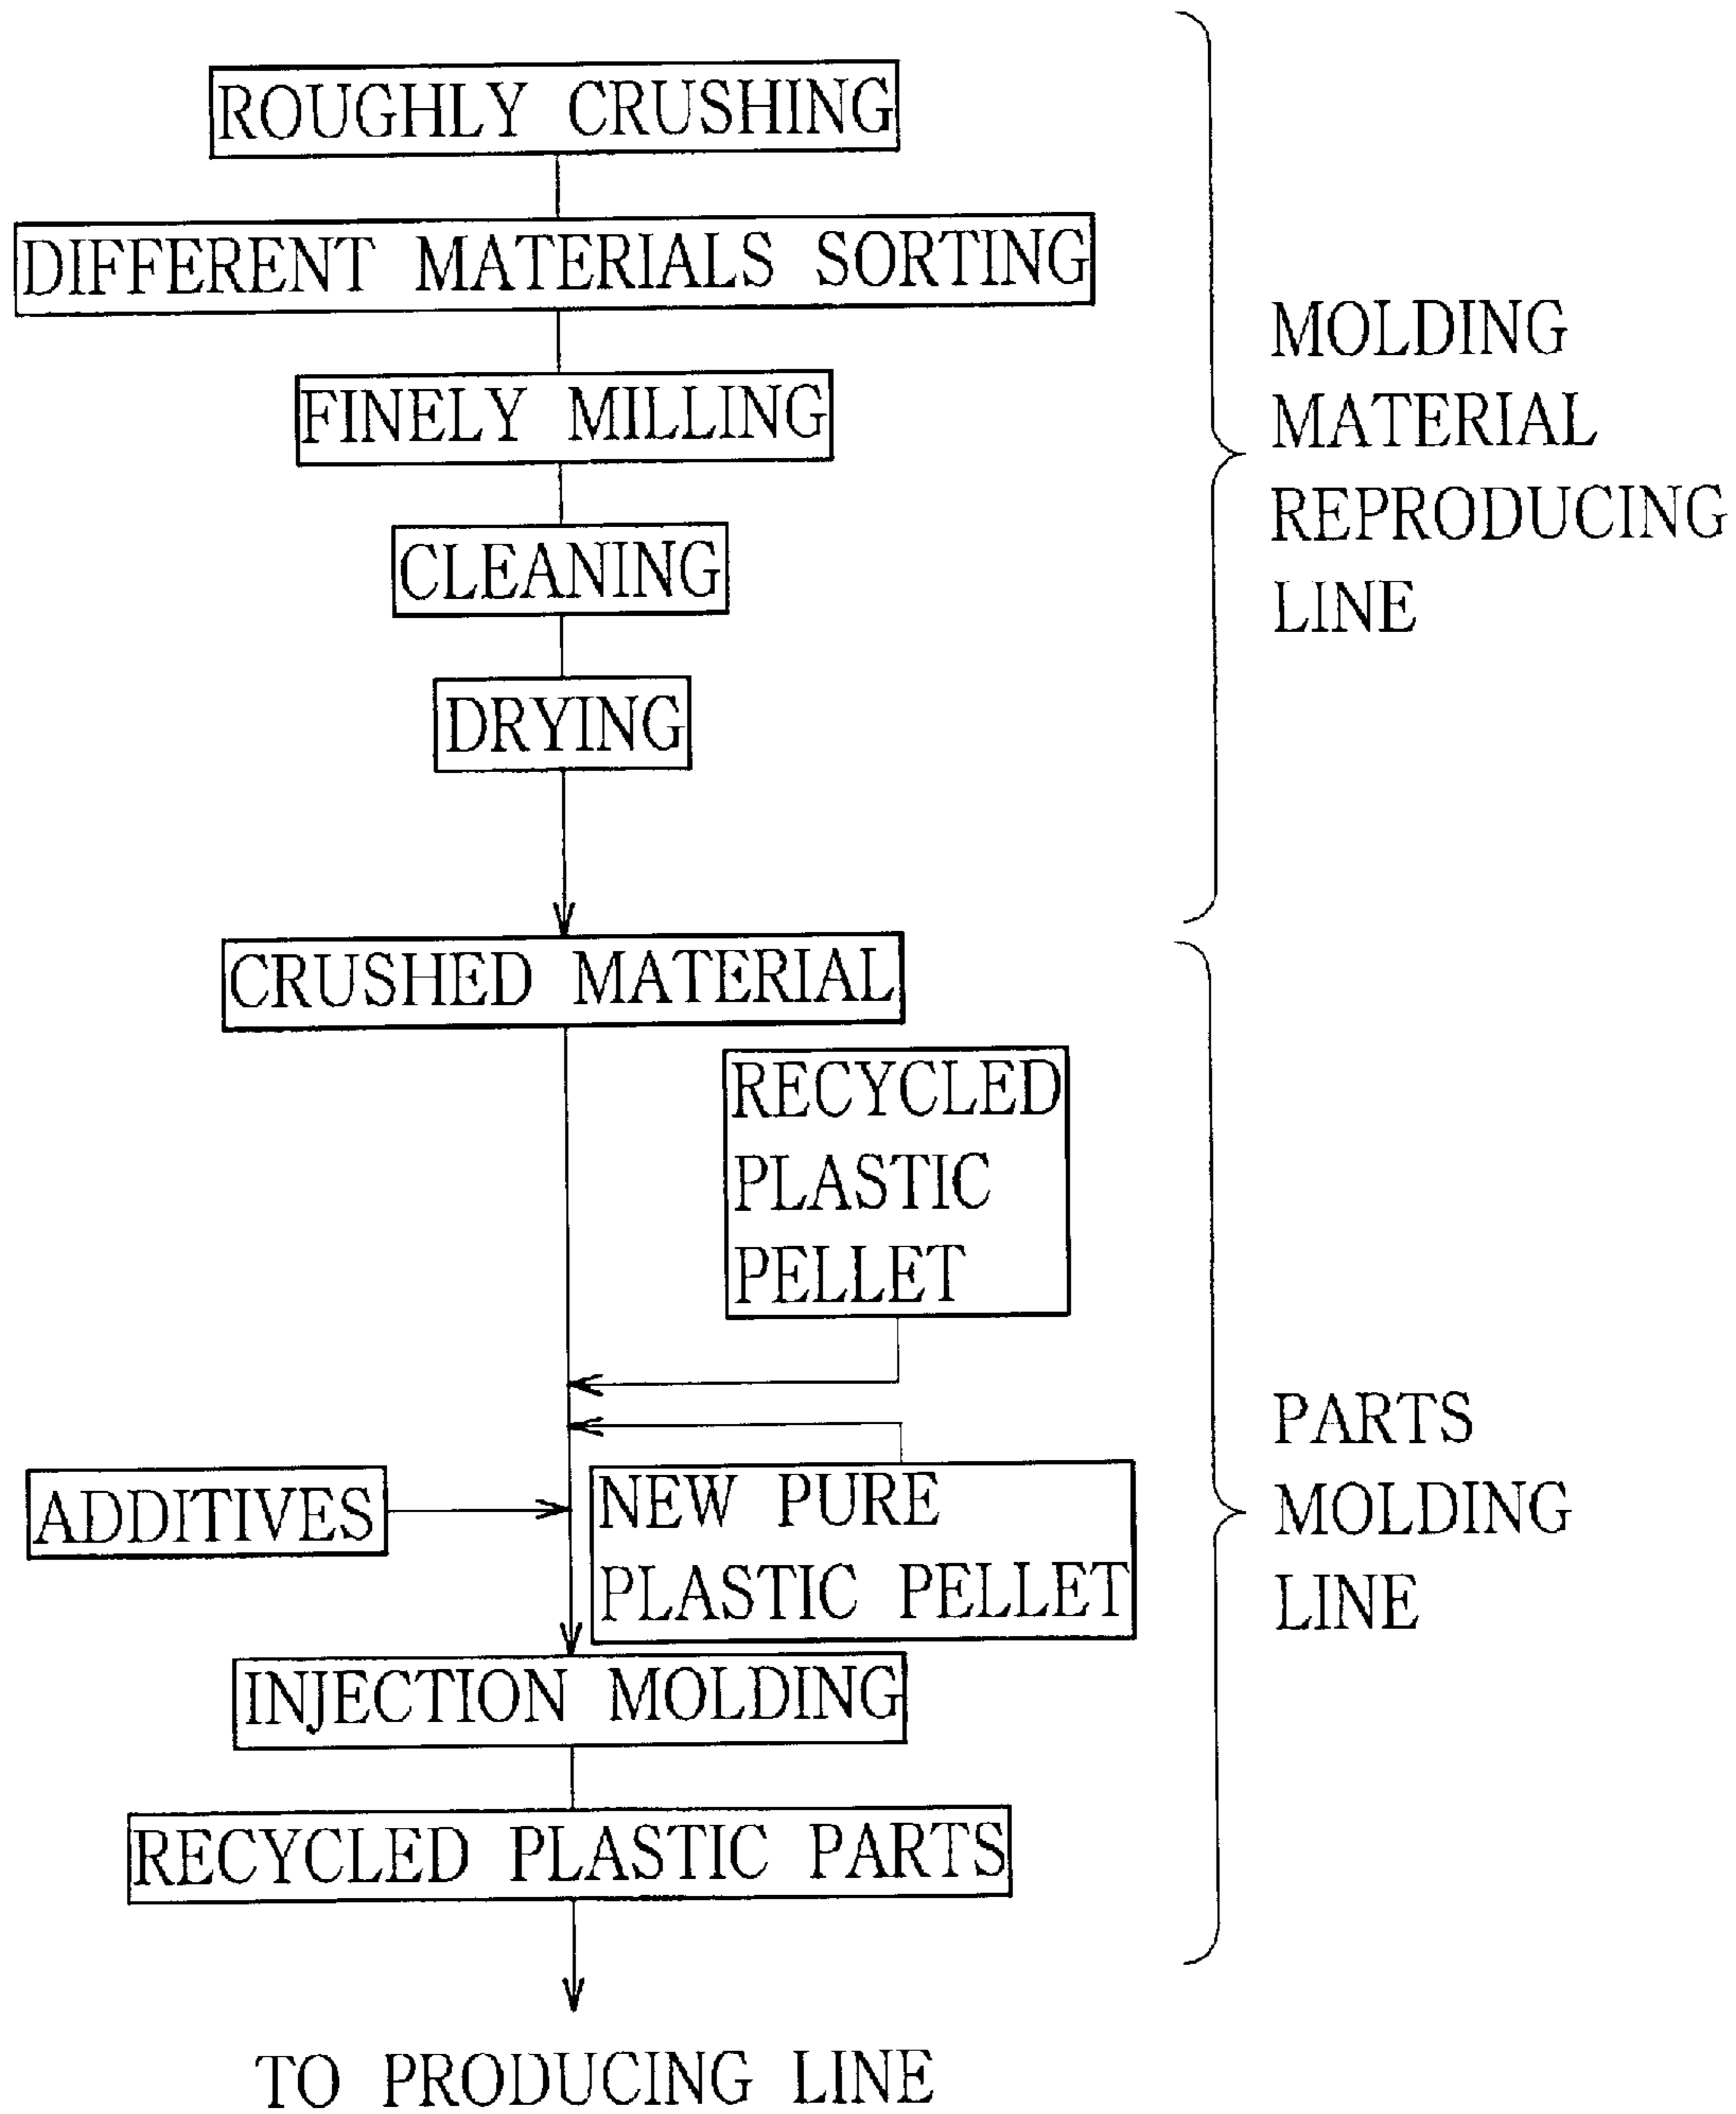 ROUGHLY CRUSHING
DIFFERENT MATERIALS SORTING
FINELY MILLING
CLEANING
DRYING
MOLDING
MATERIAL
REPRODUCING
LINE
CRUSHED MATERIAL
RECYCLED
PLASTIC
PELLET
ADDITIVES
NEW PURE
PLASTIC PELLET
INJECTION MOLDING
RECYCLED PLASTIC PARTS
PARTS
MOLDING
LINE
TO PRODUCING LINE